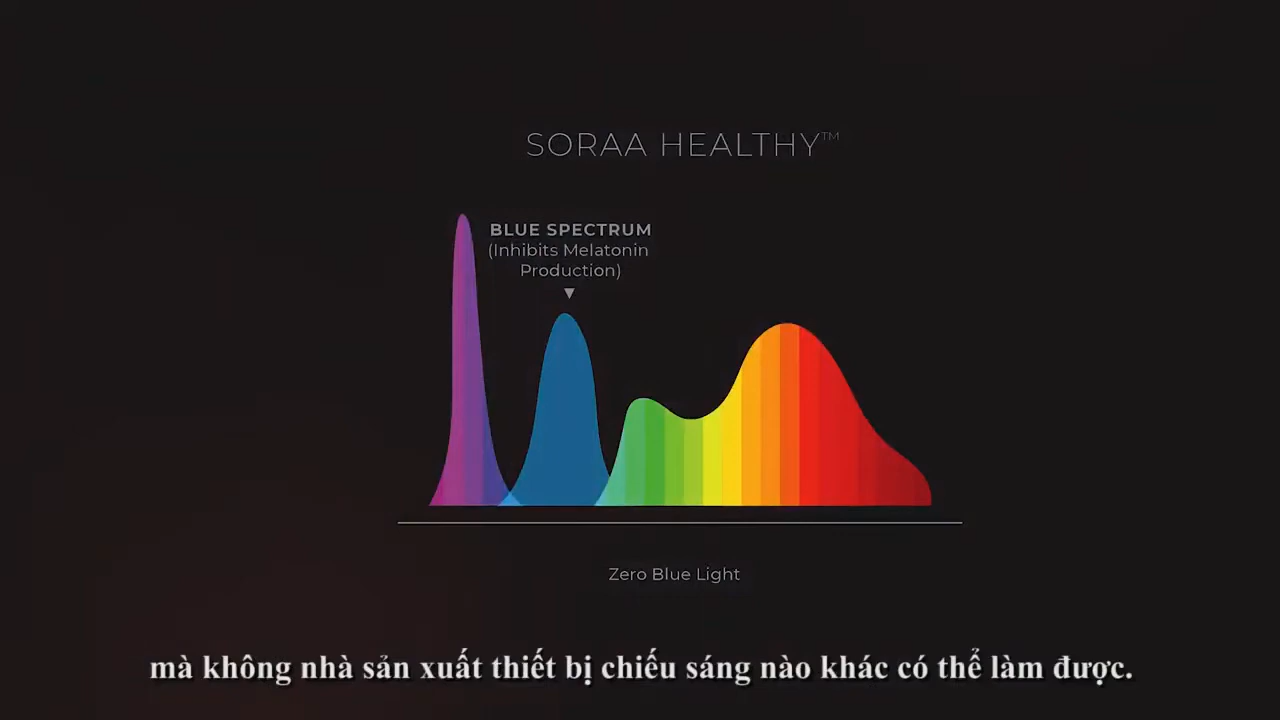 SORAA HEALTHY™
BLUE SPECTRUM
(Inhibits Melatonin
Production)
Zero Blue Light
mà không nhà sản xuất thiết bị chiếu sáng nào khác có thể làm được.